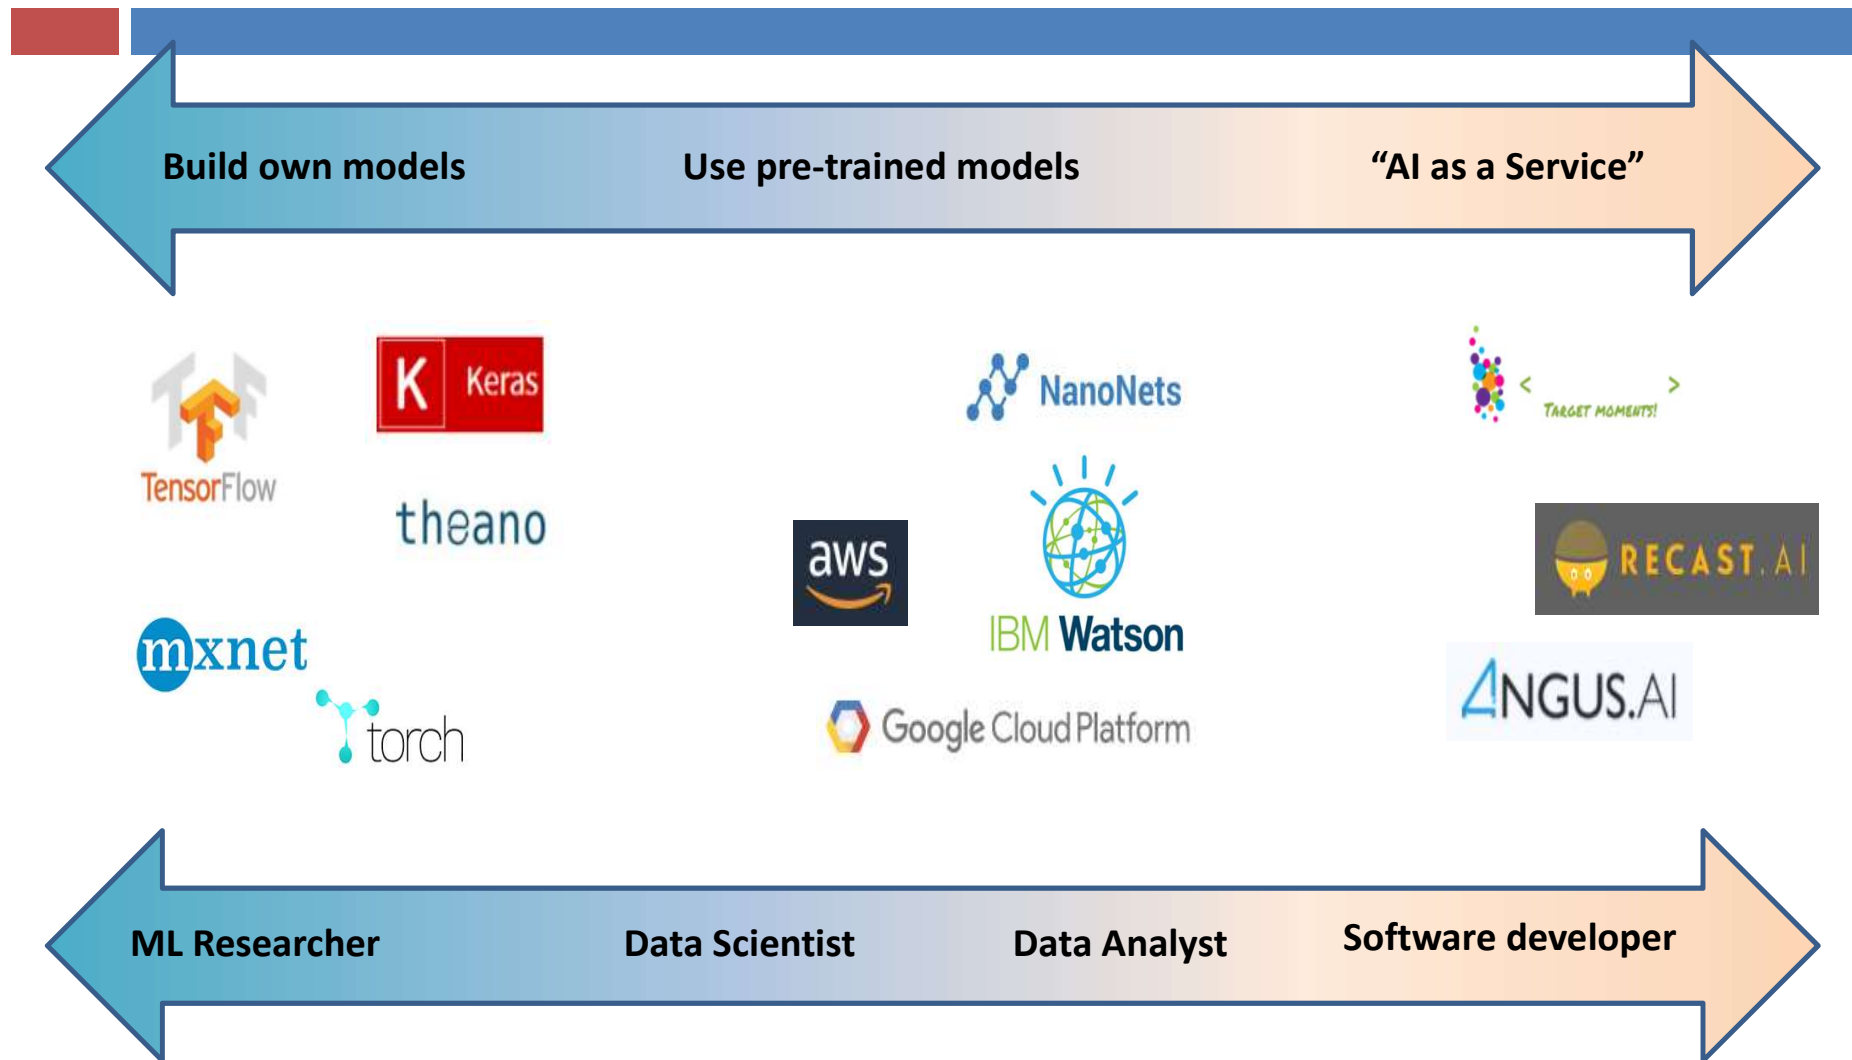 Build own models
Use pre-trained models
“AI as a Service”
TensorFlow
K Keras
theano
mxnet
torch
NanoNets
aws
IBM Watson
Google Cloud Platform
< >
TARGET MOMENTS!
RECAST.AI
ANGUS.AI
ML Researcher
Data Scientist
Data Analyst
Software developer